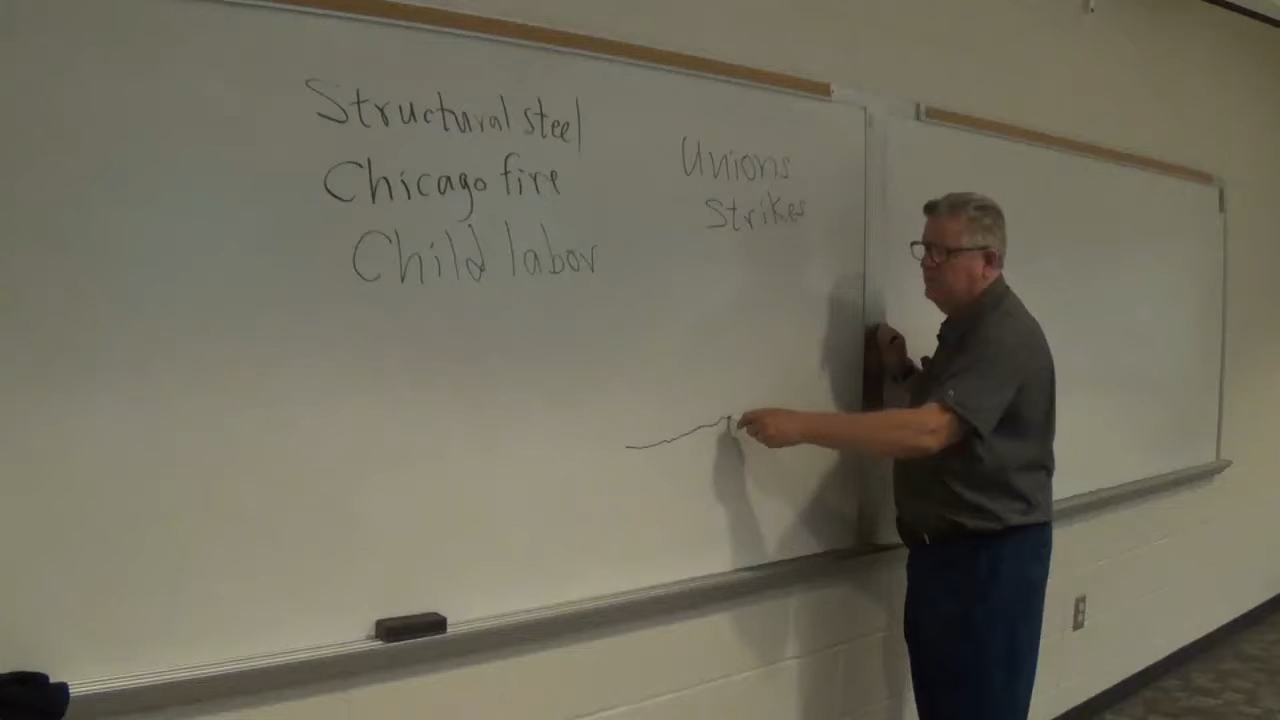 Structural steel
Chicago fire
Child labor
Unions
Strikes